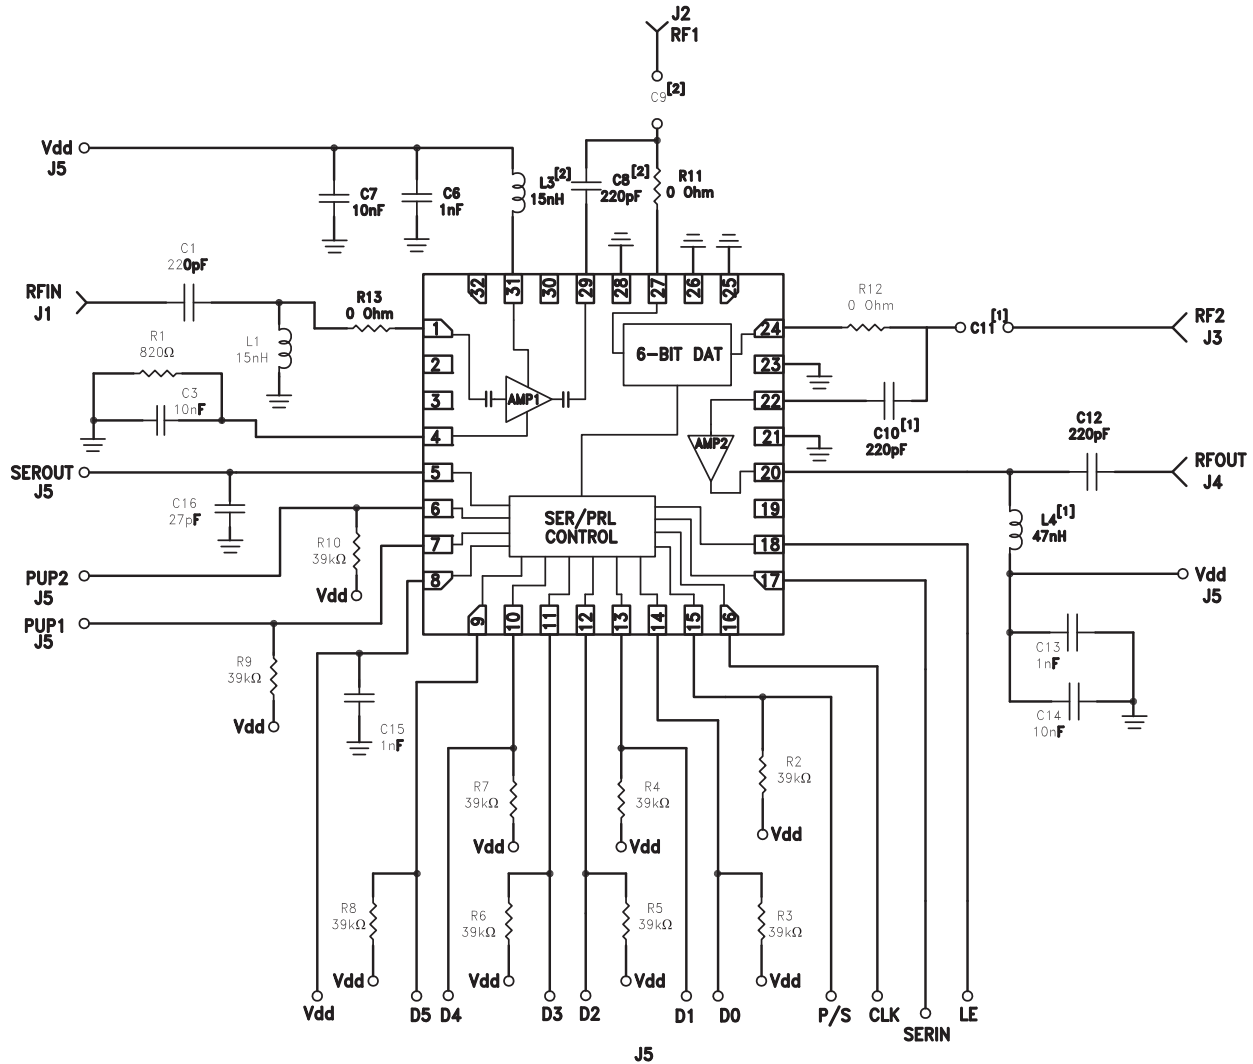 J2
RF1
C9[2]
Vdd
J5
C7
10nF
C6
1nF
L3[2]
15nH
C8[2]
220pF
R11
0 Ohm
C1
220pF
RFIN
J1
R13
0 Ohm
L1
15nH
R1
820Ω
C3
10nF
32
31
30
29
28
27
26
25
R12
0 Ohm
C11[1]
RF2
J3
1
2
3
4
5
6
7
8
24
23
22
21
20
19
18
17
6-BIT DAT
AMP1
AMP2
C10[1]
220pF
C12
220pF
RFOUT
J4
SEROUT
J5
C16
27pF
SER/PRL
CONTROL
L4[1]
47nH
R10
39kΩ
Vdd
PUP2
J5
PUP1
J5
Vdd
J5
9
10
11
12
13
14
15
16
R9
39kΩ
Vdd
C15
1nF
C13
1nF
C14
10nF
R7
39kΩ
Vdd
R4
39kΩ
Vdd
R2
39kΩ
Vdd
R8
39kΩ
Vdd
R6
39kΩ
Vdd
R5
39kΩ
Vdd
R3
39kΩ
Vdd
Vdd
D5
D4
D3
D2
D1
D0
P/S
CLK
SERIN
LE
J5